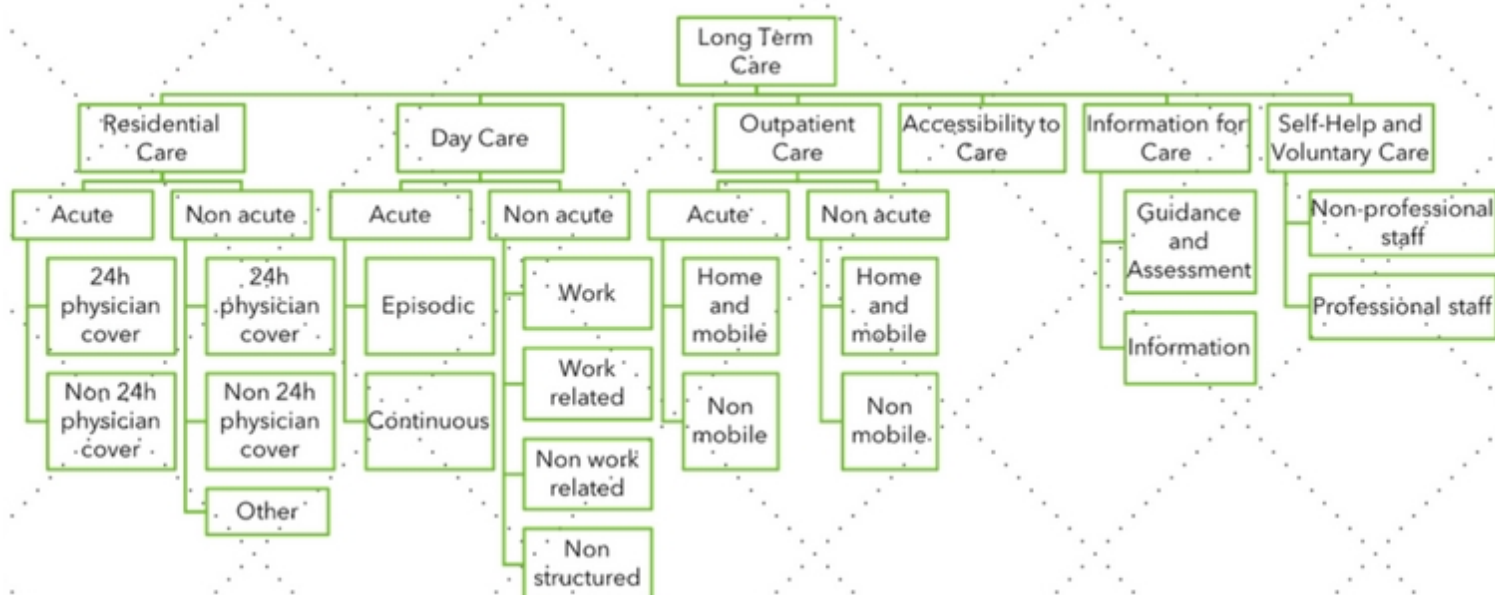 Long Term
Care
Residential
Care
Day Care
Outpatient
Care
Accessibility to
Care
Information for
Care
Self-Help and
Voluntary Care
Acute
Non acute
Acute
Non acute
Acute
Non acute
24h
physician
cover
Non 24h
physician
cover
24h
physician
cover
Non 24h
physician
cover
Other
Episodic
Continuous
Work
Work
related
Non work
related
Non
structured
Home
and
mobile
Non
mobile
Home
and
mobile
Non
mobile
Guidance
and
Assessment
Information
Non-professional
staff
Professional staff